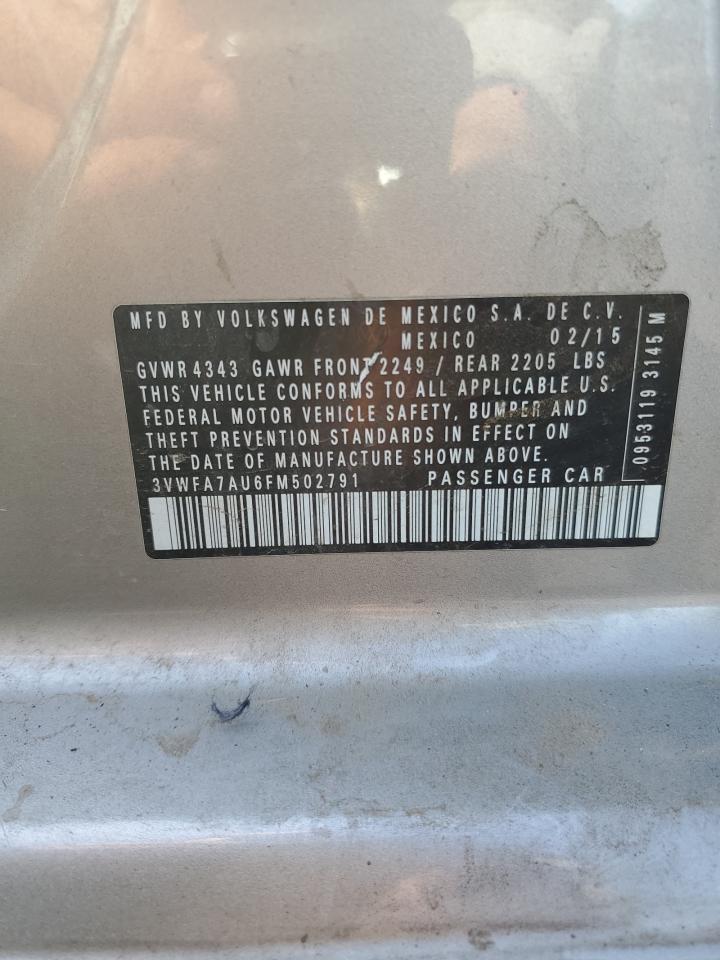 MFD BY VOLKSWAGEN DE MEXICO S.A. DE C.V.
MEXICO 02/15
GVWR 4343 GAWR FRONT 2249 / REAR 2205 LBS
THIS VEHICLE CONFORMS TO ALL APPLICABLE U.S.
FEDERAL MOTOR VEHICLE SAFETY, BUMPER AND
THEFT PREVENTION STANDARDS IN EFFECT ON
THE DATE OF MANUFACTURE SHOWN ABOVE.
3VWFA7AU6FM502791 PASSENGER CAR
0953119 3145 M